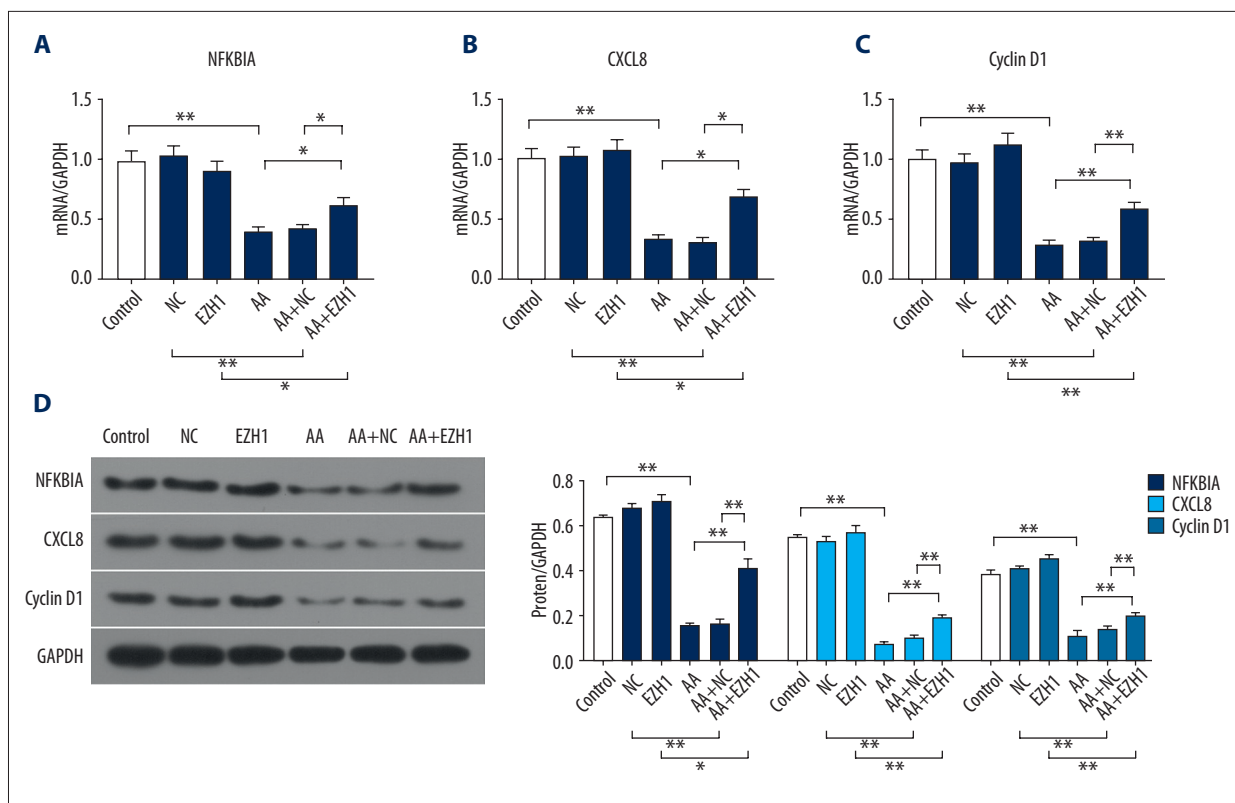 A
NFKBIA
mRNA/GAPDH
1.5
1.0
0.5
0.0
**
*
*
Control
NC
EZH1
AA
AA+NC
AA+EZH1
**
*
B
CXCL8
mRNA/GAPDH
1.5
1.0
0.5
0.0
**
*
*
Control
NC
EZH1
AA
AA+NC
AA+EZH1
**
*
C
Cyclin D1
mRNA/GAPDH
1.5
1.0
0.5
0.0
**
**
**
Control
NC
EZH1
AA
AA+NC
AA+EZH1
**
**
D
Control NC EZH1 AA AA+NC AA+EZH1
NFKBIA
CXCL8
Cyclin D1
GAPDH
Proten/GAPDH
0.8
0.6
0.4
0.2
0.0
**
**
**
**
**
**
**
**
**
NFKBIA
CXCL8
Cyclin D1
Control
NC
EZH1
AA
AA+NC
AA+EZH1
Control
NC
EZH1
AA
AA+NC
AA+EZH1
Control
NC
EZH1
AA
AA+NC
AA+EZH1
**
*
**
**
**
**